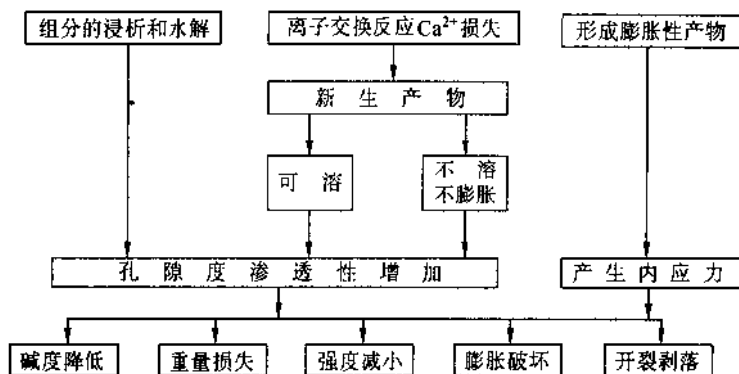 组分的浸析和水解
离子交换反应Ca²⁺损失
形成膨胀性产物
新生产物
可溶
不溶
不膨胀
孔隙度渗透性增加
产生内应力
碱度降低
重量损失
强度减小
膨胀破坏
开裂剥落